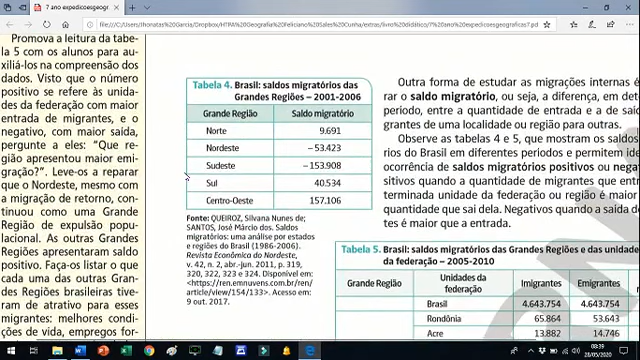 7 ano expedicoesgeogr
file:///C:/Users/Jhonatas Garcia/Dropbox/HTRM Geografia Feliciano Sales Cunha/extras/livro didático/7 ano expedicoesgeograficas7.pdf
Promova a leitura da tabe-
la 5 com os alunos para au-
xiliá-los na compreensão dos
dados. Visto que o número
positivo se refere às unida-
des da federação com maior
entrada de migrantes, e o
negativo, com maior saída,
pergunte a eles: “Que re-
gião apresentou maior emi-
gração?”. Leve-os a reparar
que o Nordeste, mesmo com
a migração de retorno, con-
tinuou como uma Grande
Região de expulsão popu-
lacional. As outras Grandes
Regiões apresentaram saldo
positivo. Faça-os listar o que
cada uma das outras Gran-
des Regiões brasileiras tive-
ram de atrativo para esses
migrantes: melhores condi-
ções de vida, empregos for-
Tabela 4. Brasil: saldos migratórios das
Grandes Regiões – 2001-2006
Grande Região Saldo migratório
Norte 9.691
Nordeste – 53.423
Sudeste – 153.908
Sul 40.534
Centro-Oeste 157.106
Fonte: QUEIROZ, Silvana Nunes de;
SANTOS, José Márcio dos. Saldos
migratórios: uma análise por estados
e regiões do Brasil (1986-2006).
Revista Econômica do Nordeste,
v. 42, n. 2, abr.-jun. 2011, p. 319,
320, 322, 323 e 324. Disponível em:
<https://ren.emnuvens.com.br/ren/
article/view/154/133>. Acesso em:
9 out. 2017.
Outra forma de estudar as migrações internas é
rar o saldo migratório, ou seja, a diferença, em det
período, entre a quantidade de entrada e a de saíd
grantes de uma localidade ou região para outras.
Observe as tabelas 4 e 5, que mostram os saldos
rios do Brasil em diferentes períodos e permitem ide
ocorrência de saldos migratórios positivos ou nega
sitivos quando a quantidade de migrantes que ent
terminada unidade da federação ou região é maior
quantidade que sai dela. Negativos quando a saída d
tes é maior que a entrada.
Tabela 5. Brasil: saldos migratórios das Grandes Regiões e das unidade
da federação – 2005-2010
Grande Região Unidades da federação Imigrantes Emigrantes
Brasil 4.643.754 4.643.754
Rondônia 65.864 53.643
Acre 13.882 14.746
08:39
28/05/2020